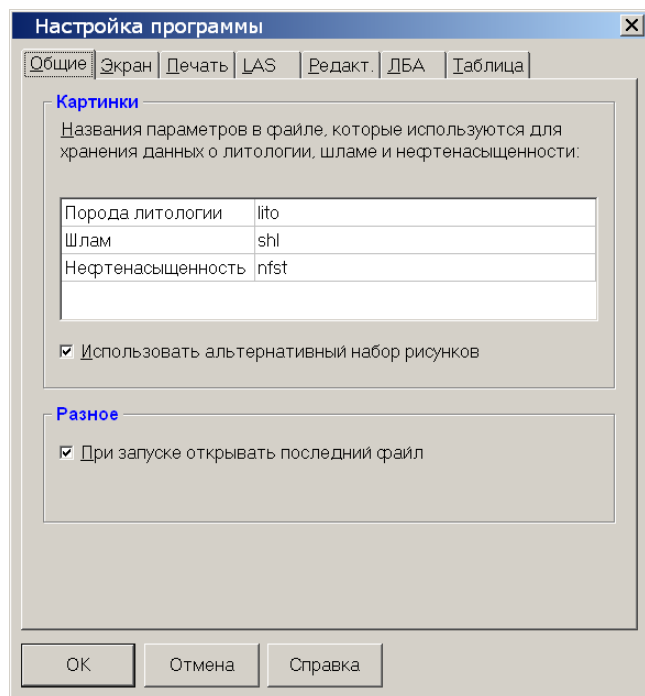 Настройка программы
Общие Экран Печать LAS Редакт. ЛБА Таблица
Картинки
Названия параметров в файле, которые используются для
хранения данных о литологии, шламе и нефтенасыщенности:
Порода литологии lito
Шлам shl
Нефтенасыщенность nfst
Использовать альтернативный набор рисунков
Разное
При запуске открывать последний файл
OK Отмена Справка